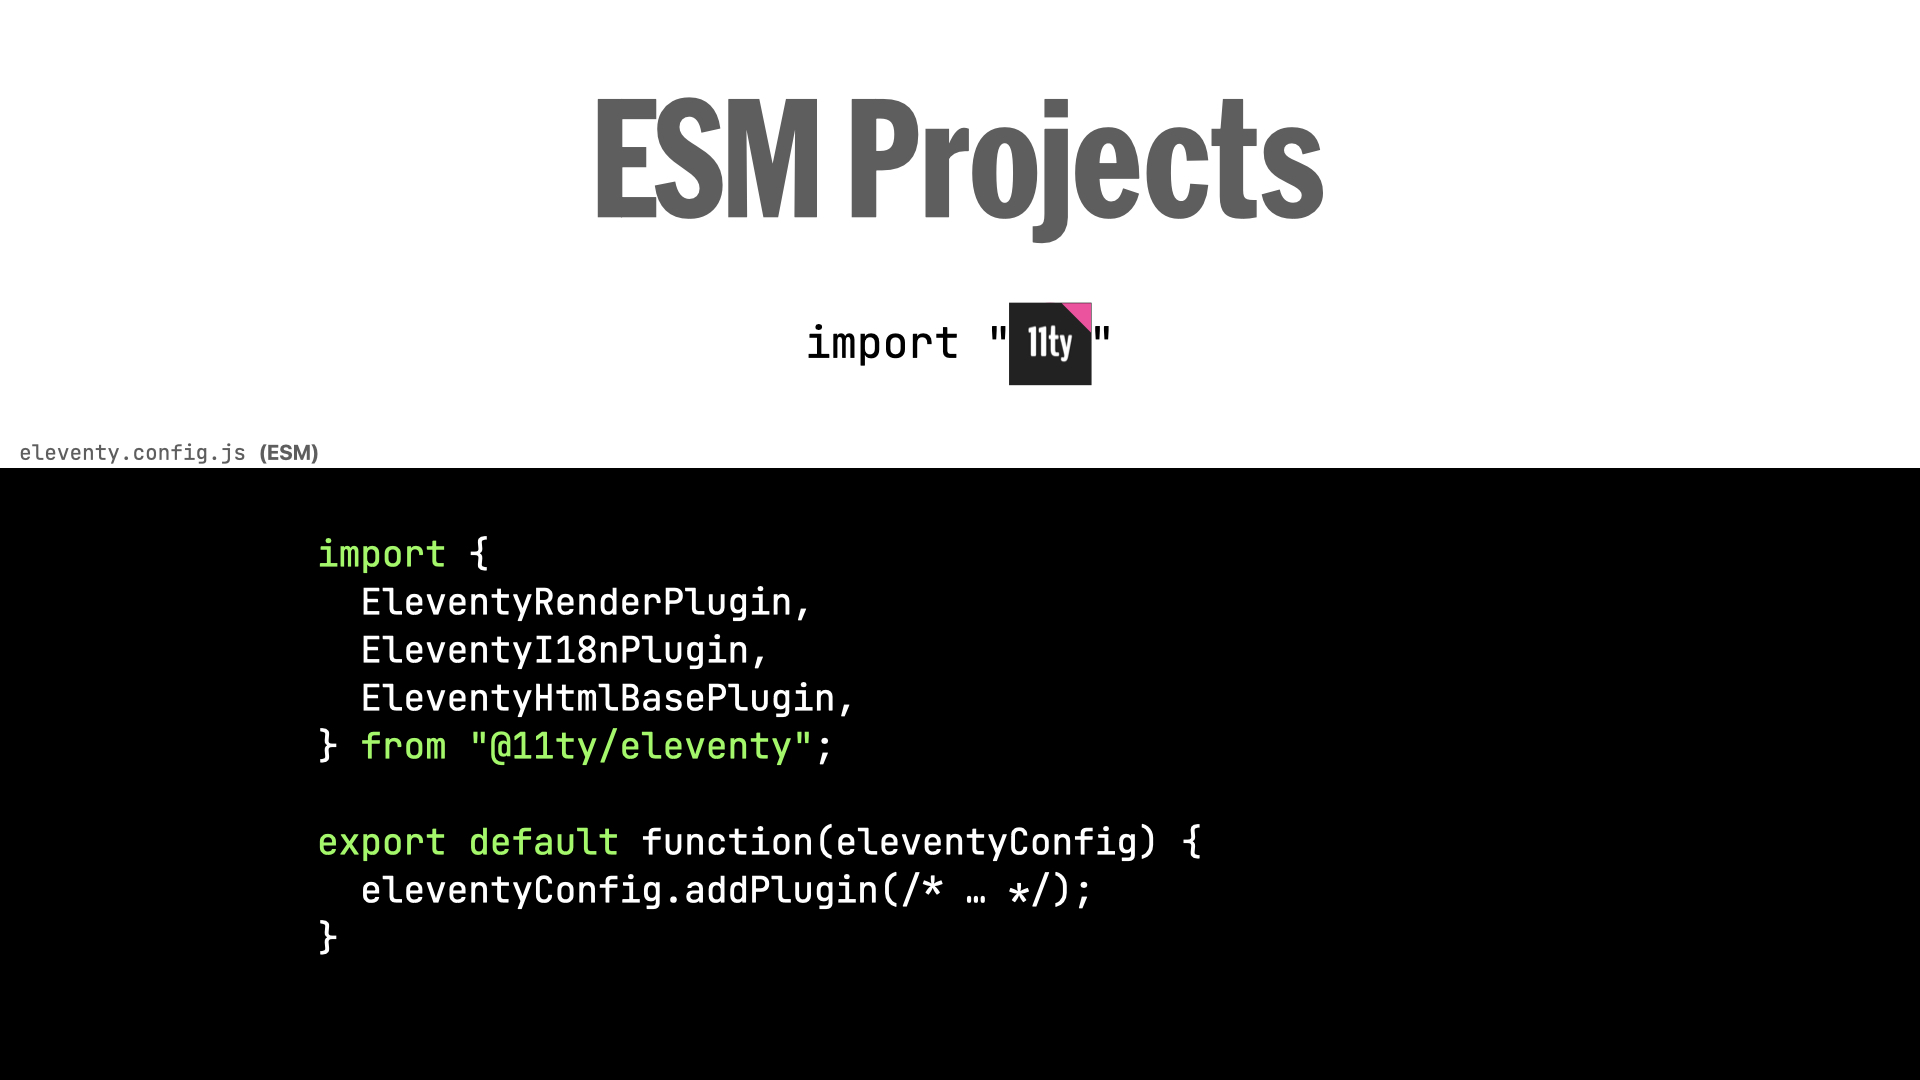 ESM Projects
import "11ty"
eleventy.config.js (ESM)
import {
  EleventyRenderPlugin,
  EleventyI18nPlugin,
  EleventyHtmlBasePlugin,
} from "@11ty/eleventy";
export default function(eleventyConfig) {
  eleventyConfig.addPlugin(/* … */);
}